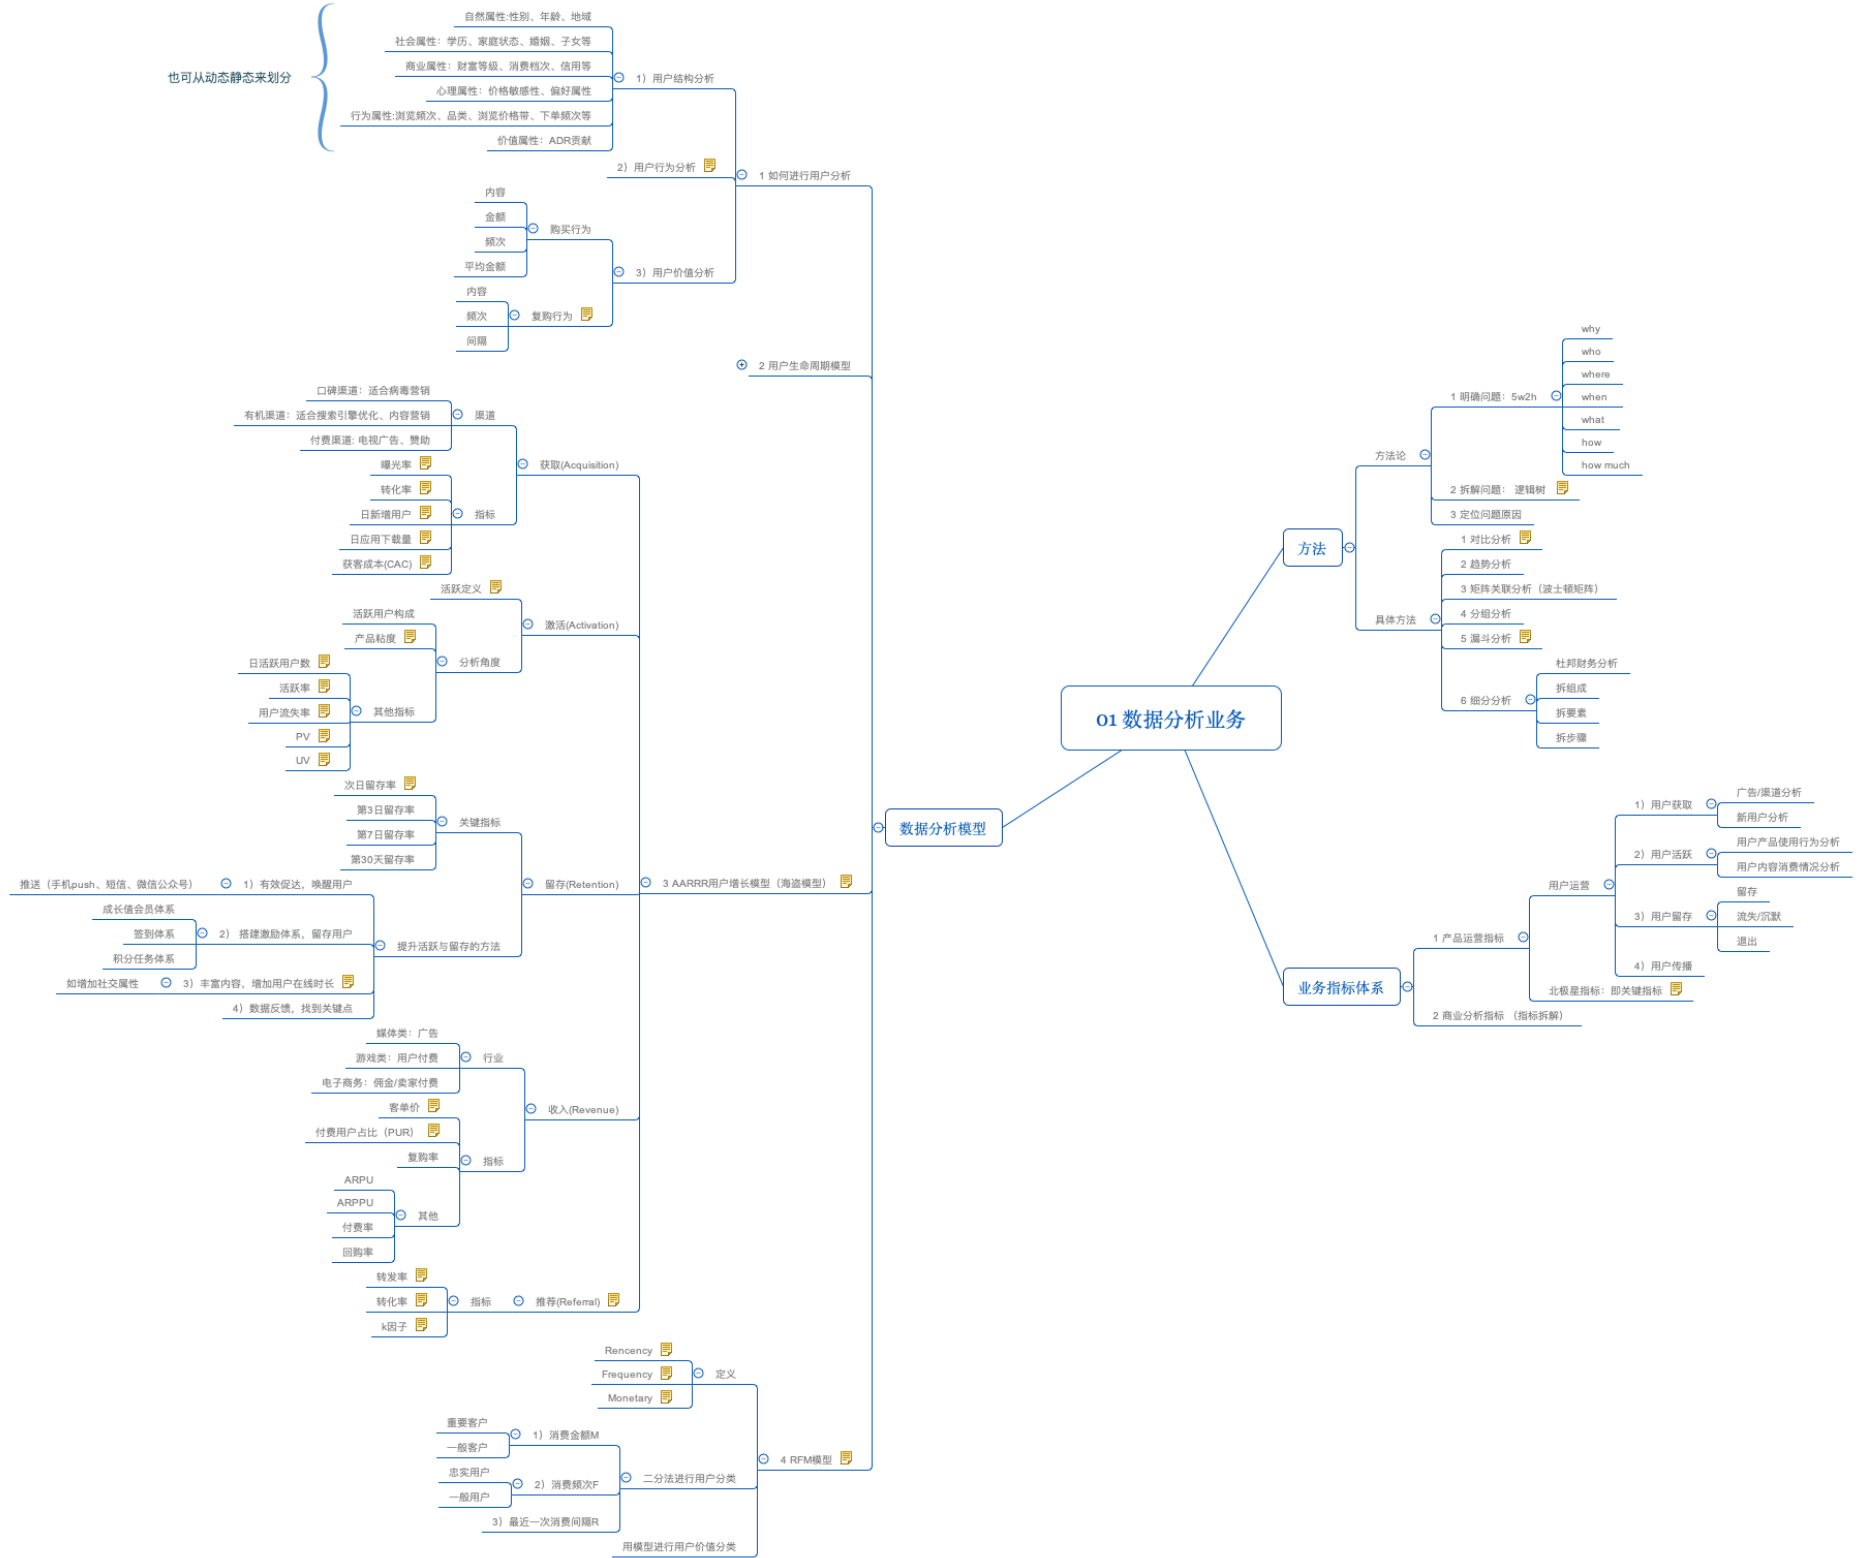 01 数据分析业务
方法
方法论
1 明确问题：5w2h
why
who
where
when
what
how
how much
2 拆解问题： 逻辑树
3 定位问题原因
具体方法
1 对比分析
2 趋势分析
3 矩阵关联分析（波士顿矩阵）
4 分组分析
5 漏斗分析
6 细分分析
杜邦财务分析
拆组成
拆要素
拆步骤
业务指标体系
1 产品运营指标
用户运营
1）用户获取
广告/渠道分析
新用户分析
2）用户活跃
用户产品使用行为分析
用户内容消费情况分析
3）用户留存
留存
流失/沉默
退出
4）用户传播
北极星指标：即关键指标
2 商业分析指标 （指标拆解）
数据分析模型
1 如何进行用户分析
1）用户结构分析
自然属性:性别、年龄、地域
社会属性：学历、家庭状态、婚姻、子女等
商业属性：财富等级、消费档次、信用等
心理属性：价格敏感性、偏好属性
行为属性:浏览频次、品类、浏览价格带、下单频次等
价值属性：ADR贡献
也可从动态静态来划分
2）用户行为分析
3）用户价值分析
购买行为
内容
金额
频次
平均金额
复购行为
内容
频次
间隔
2 用户生命周期模型
3 AARRR用户增长模型（海盗模型）
获取(Acquisition)
渠道
口碑渠道：适合病毒营销
有机渠道：适合搜索引擎优化、内容营销
付费渠道: 电视广告、赞助
指标
曝光率
转化率
日新增用户
日应用下载量
获客成本(CAC)
激活(Activation)
活跃定义
分析角度
活跃用户构成
产品粘度
其他指标
日活跃用户数
活跃率
用户流失率
PV
UV
留存(Retention)
关键指标
次日留存率
第3日留存率
第7日留存率
第30天留存率
提升活跃与留存的方法
1）有效促达，唤醒用户
推送（手机push、短信、微信公众号）
2） 搭建激励体系，留存用户
成长值会员体系
签到体系
积分任务体系
3）丰富内容，增加用户在线时长
如增加社交属性
4）数据反馈，找到关键点
收入(Revenue)
行业
媒体类：广告
游戏类：用户付费
电子商务：佣金/卖家付费
指标
客单价
付费用户占比（PUR）
复购率
其他
ARPU
ARPPU
付费率
回购率
推荐(Referral)
指标
转发率
转化率
k因子
4 RFM模型
定义
Rencency
Frequency
Monetary
二分法进行用户分类
1）消费金额M
重要客户
一般客户
2）消费频次F
忠实用户
一般用户
3）最近一次消费间隔R
用模型进行用户价值分类